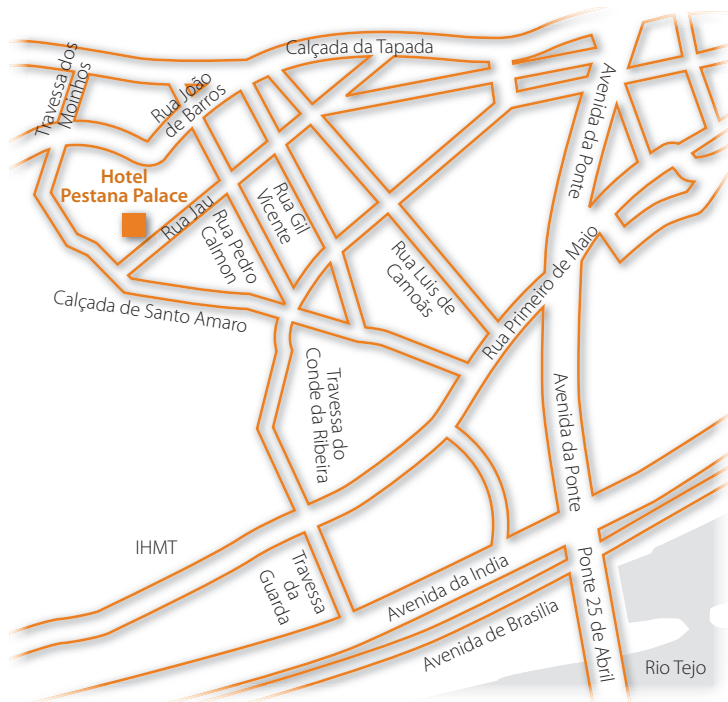 Calçada da Tapada
Travessa dos
Moinhos
Rua João
de Barros
Avenida da Ponte
Hotel
Pestana Palace
Rua Jau
Rua Pedro
Calmon
Rua Gil
Vicente
Rua Luis de
Camoãs
Rua Primeiro de Maio
Calçada de Santo Amaro
Travessa do
Conde da Ribeira
Avenida da Ponte
IHMT
Travessa
da
Guarda
Avenida da India
Avenida de Brasilia
Ponte 25 de Abril
Rio Tejo